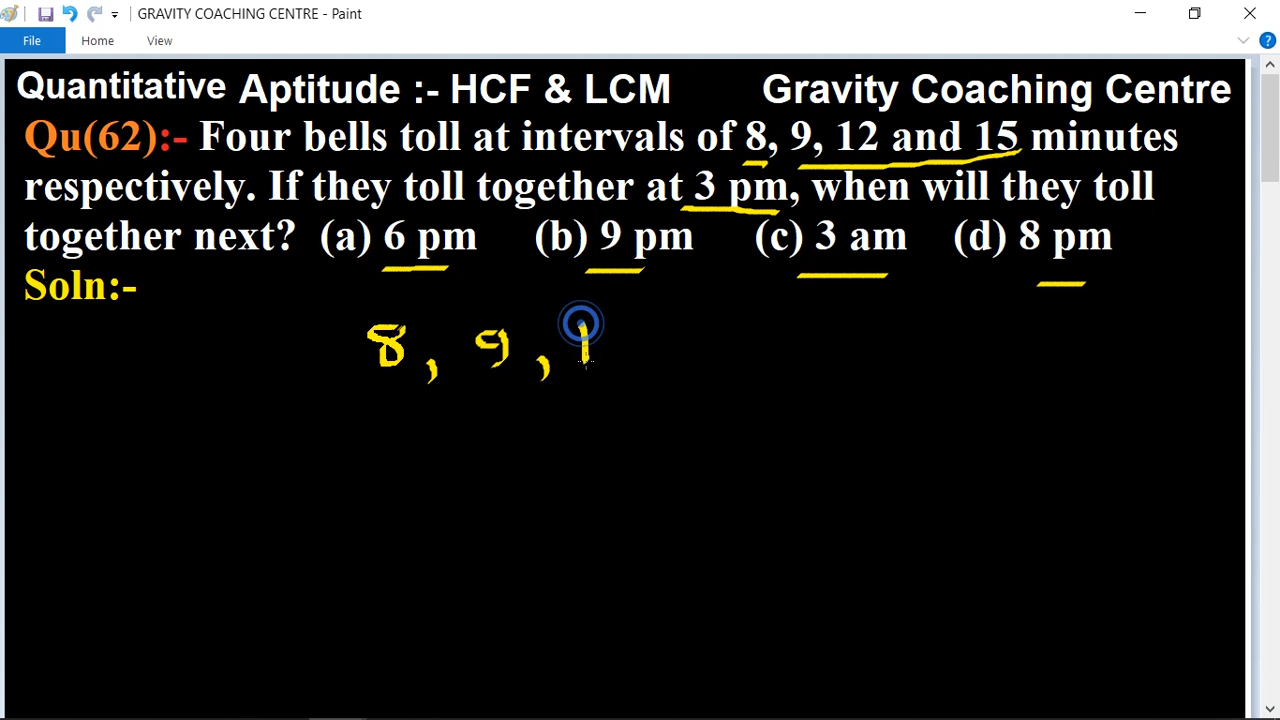 GRAVITY COACHING CENTRE - Paint
File Home View
Quantitative Aptitude :- HCF & LCM Gravity Coaching Centre
Qu(62):- Four bells toll at intervals of 8, 9, 12 and 15 minutes
respectively. If they toll together at 3 pm, when will they toll
together next? (a) 6 pm (b) 9 pm (c) 3 am (d) 8 pm
Soln:-
8, 9, 1